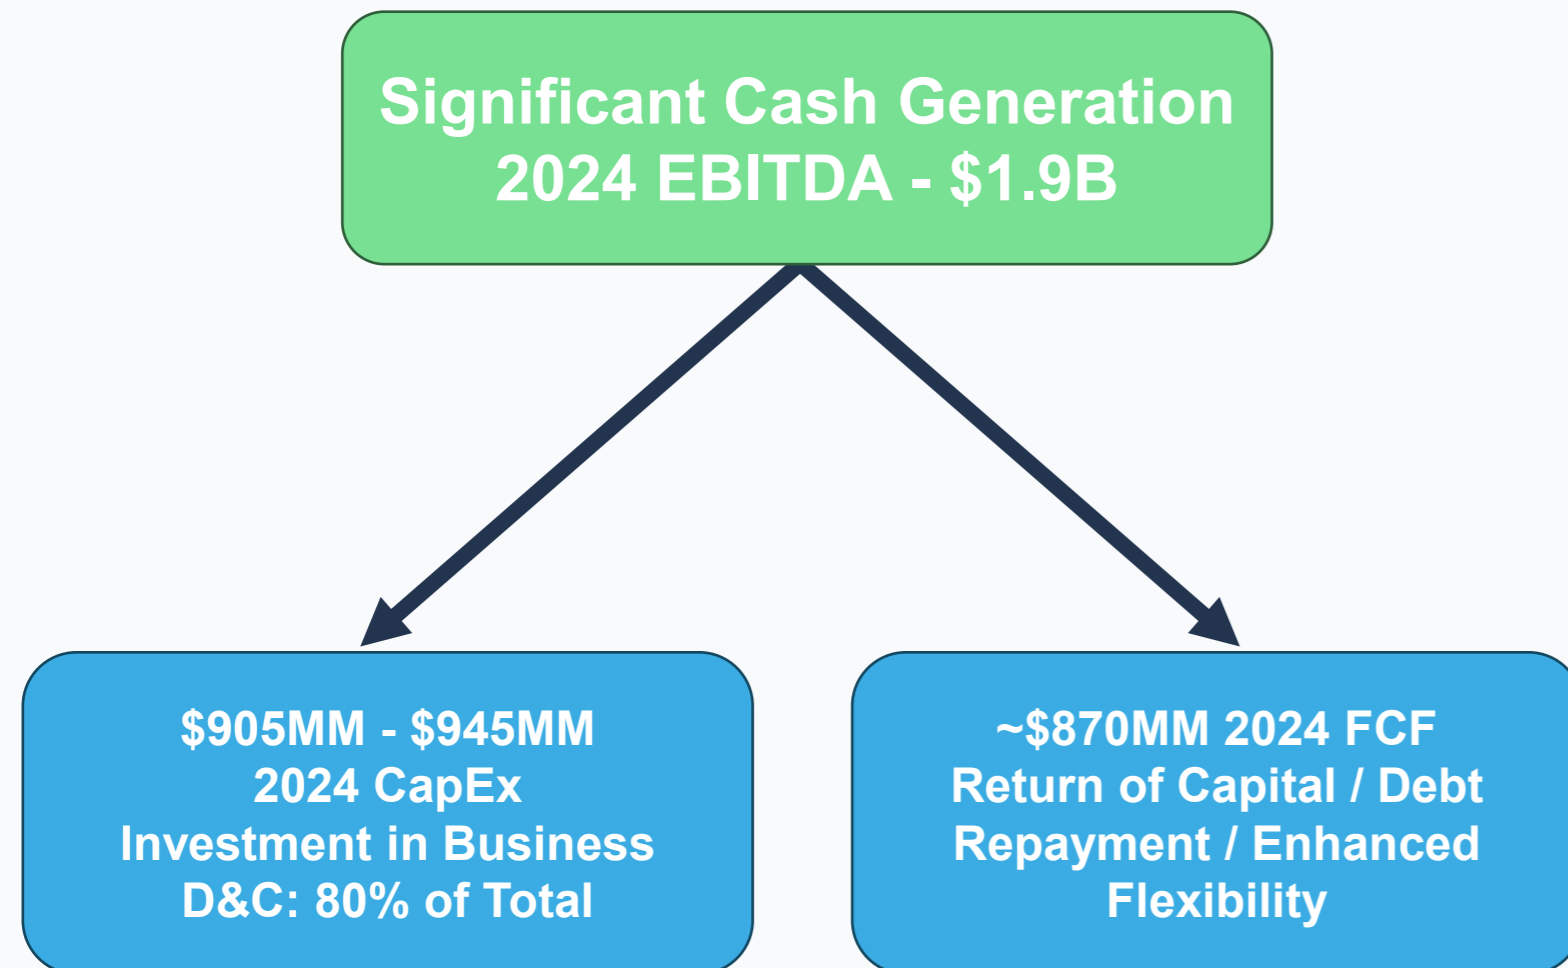 Significant Cash Generation
2024 EBITDA - $1.9B
$905MM - $945MM
2024 CapEx
Investment in Business
D&C: 80% of Total
~$870MM 2024 FCF
Return of Capital / Debt
Repayment / Enhanced
Flexibility